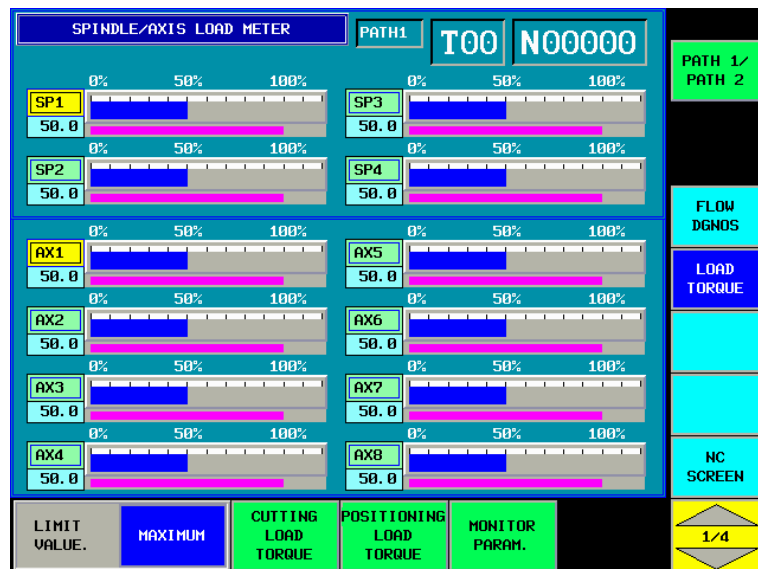 SPINDLE/AXIS LOAD METER
PATH1
T00
N00000
PATH 1/
PATH 2
0% 50% 100%
0% 50% 100%
SP1
50.0
SP3
50.0
0% 50% 100%
0% 50% 100%
SP2
50.0
SP4
50.0
FLOW
DGNOS
0% 50% 100%
0% 50% 100%
AX1
50.0
AX5
50.0
LOAD
TORQUE
0% 50% 100%
0% 50% 100%
AX2
50.0
AX6
50.0
0% 50% 100%
0% 50% 100%
AX3
50.0
AX7
50.0
0% 50% 100%
0% 50% 100%
AX4
50.0
AX8
50.0
NC
SCREEN
LIMIT
VALUE.
MAXIMUM
CUTTING
LOAD
TORQUE
POSITIONING
LOAD
TORQUE
MONITOR
PARAM.
1/4